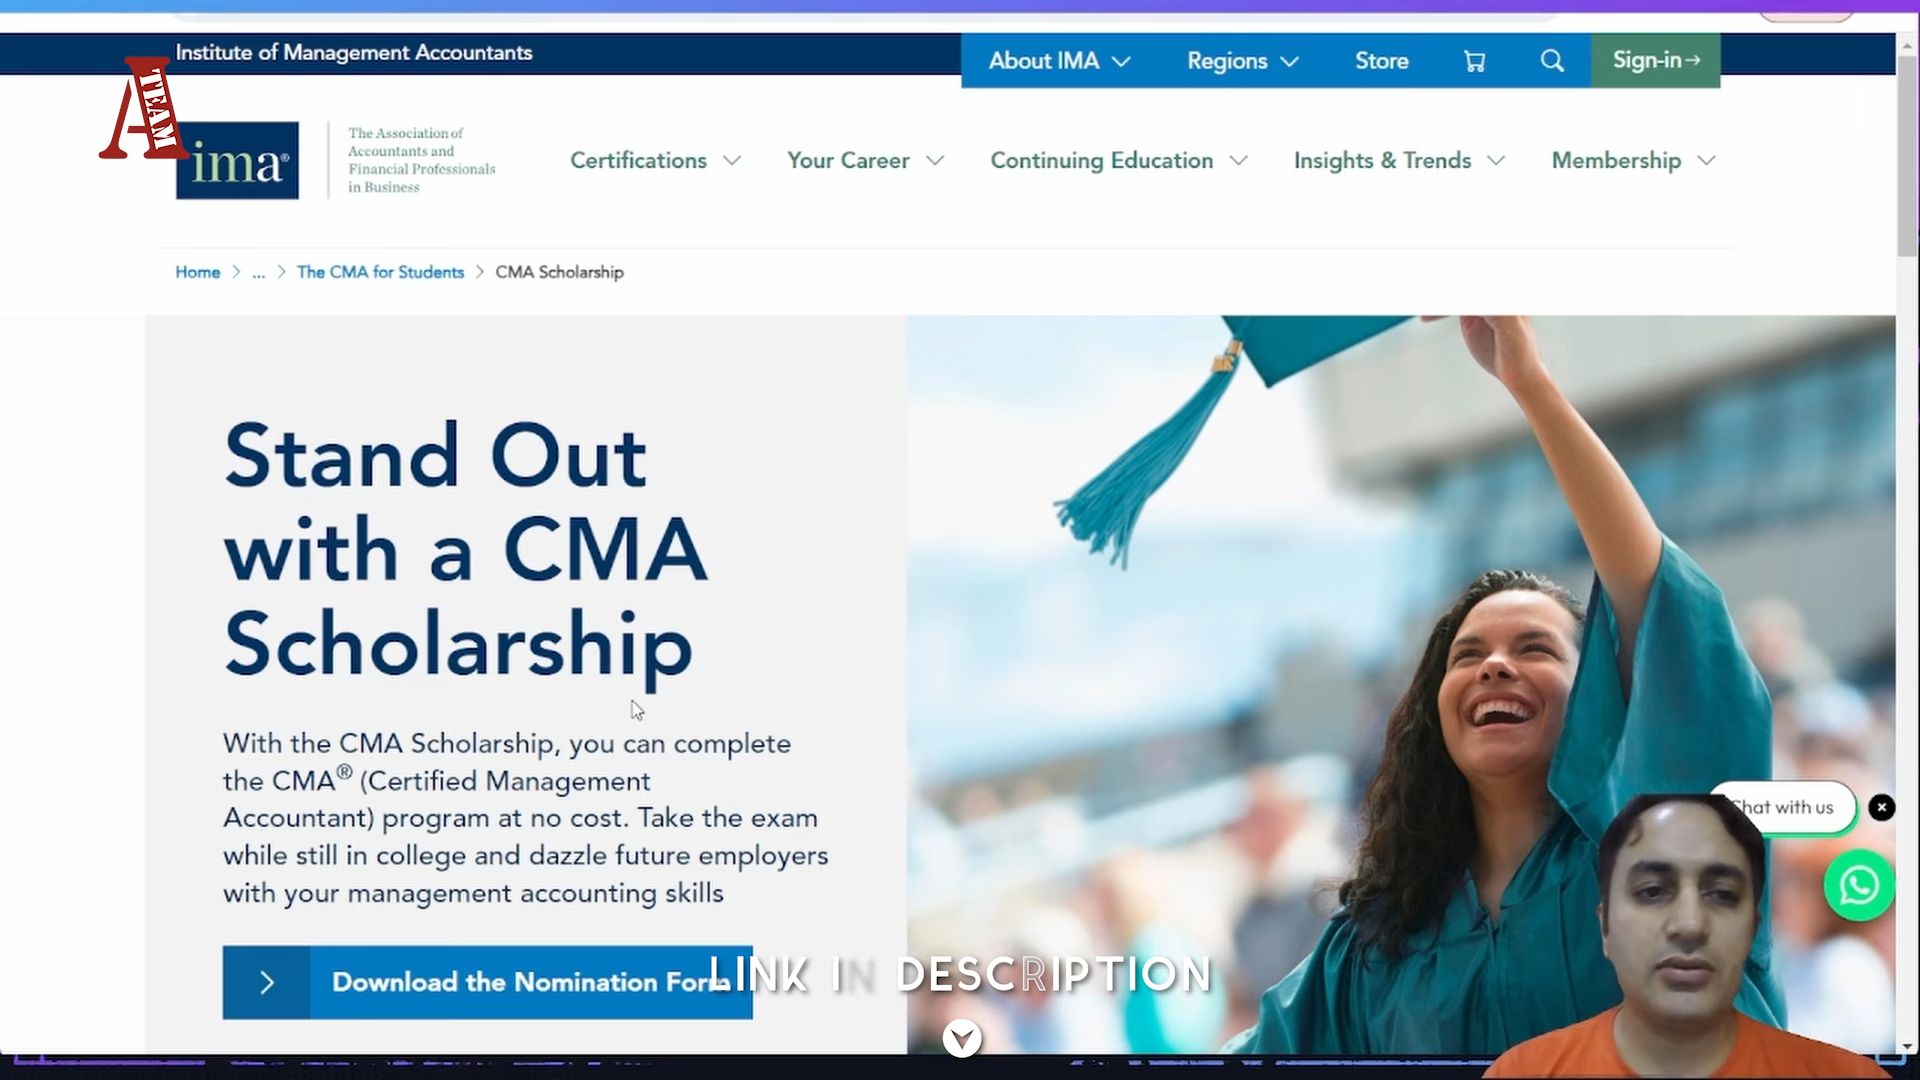 Institute of Management Accountants
About IMA
Regions
Store
Sign-in→
A TEAM
ima®
The Association of
Accountants and
Financial Professionals
in Business
Certifications
Your Career
Continuing Education
Insights & Trends
Membership
Home > ... > The CMA for Students > CMA Scholarship
Stand Out
with a CMA
Scholarship
With the CMA Scholarship, you can complete
the CMA® (Certified Management
Accountant) program at no cost. Take the exam
while still in college and dazzle future employers
with your management accounting skills
Chat with us
Download the Nomination Form
LINK IN DESCRIPTION